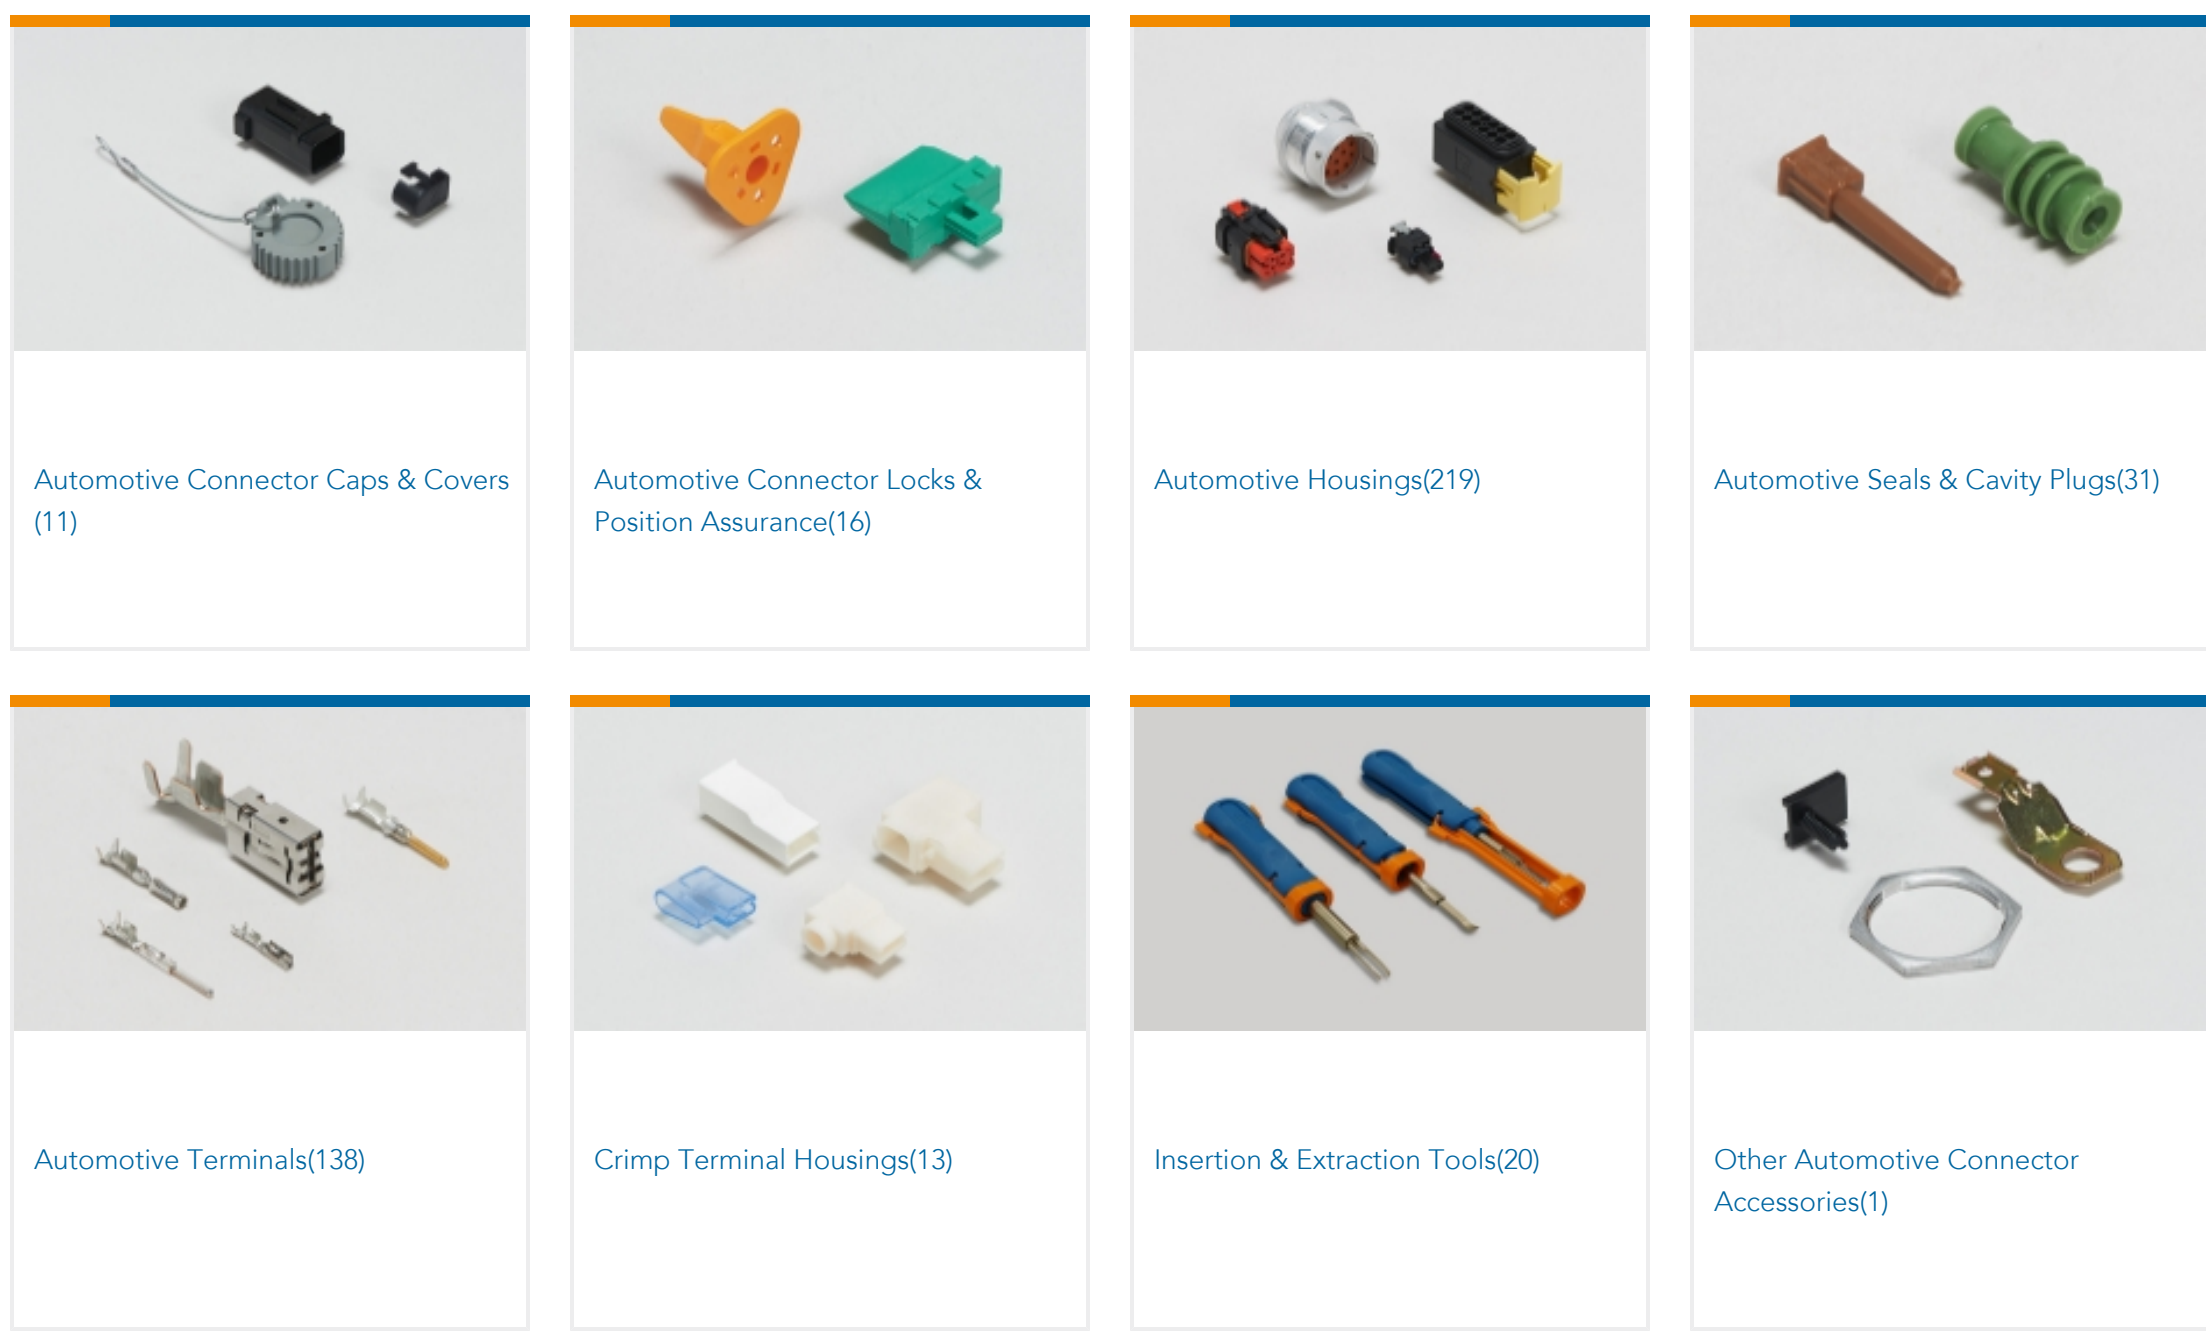 Automotive Connector Caps & Covers
(11)
Automotive Connector Locks &
Position Assurance(16)
Automotive Housings(219)
Automotive Seals & Cavity Plugs(31)
Automotive Terminals(138)
Crimp Terminal Housings(13)
Insertion & Extraction Tools(20)
Other Automotive Connector
Accessories(1)